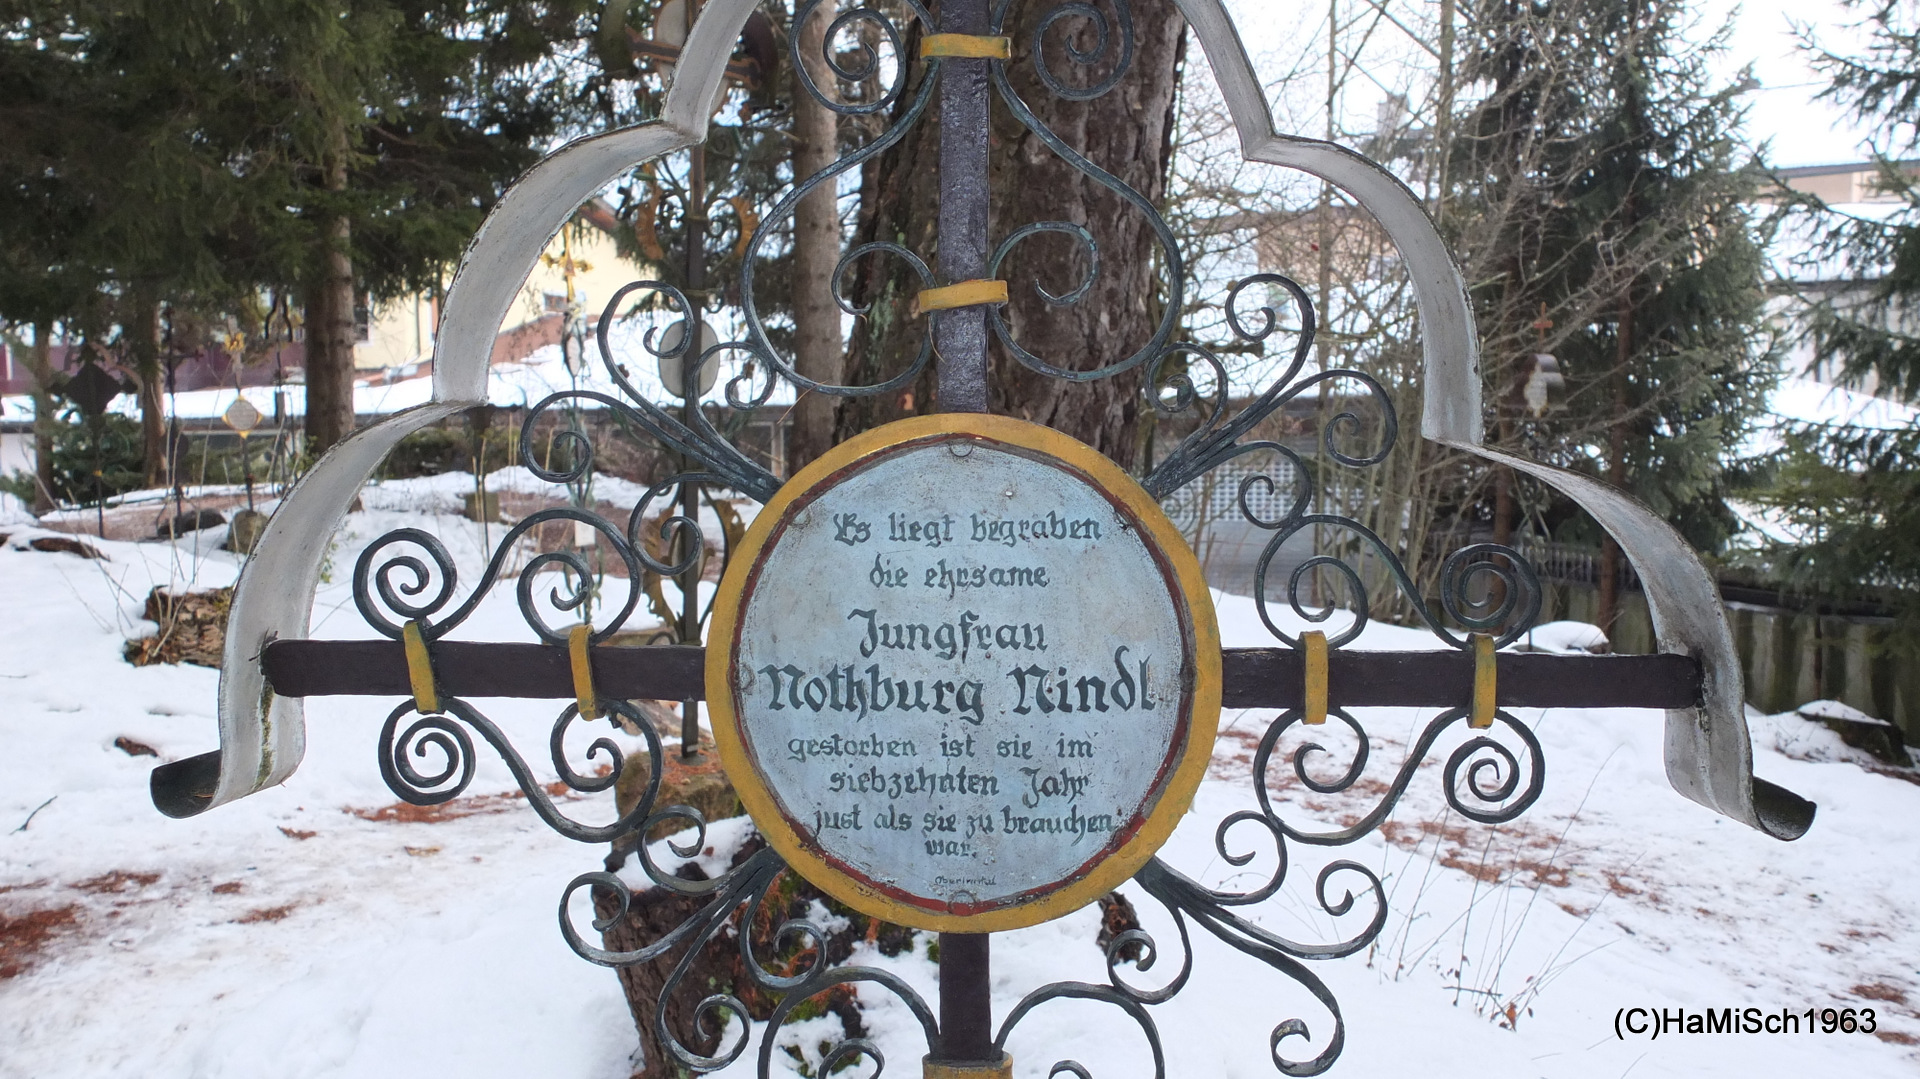 Es liegt begraben
die ehrsame
Jungfrau
Nothburg Nindl
gestorben ist sie im
siebzehnten Jahr
just als sie zu brauchen
war.
Oberinntal
(C)HaMiSch1963